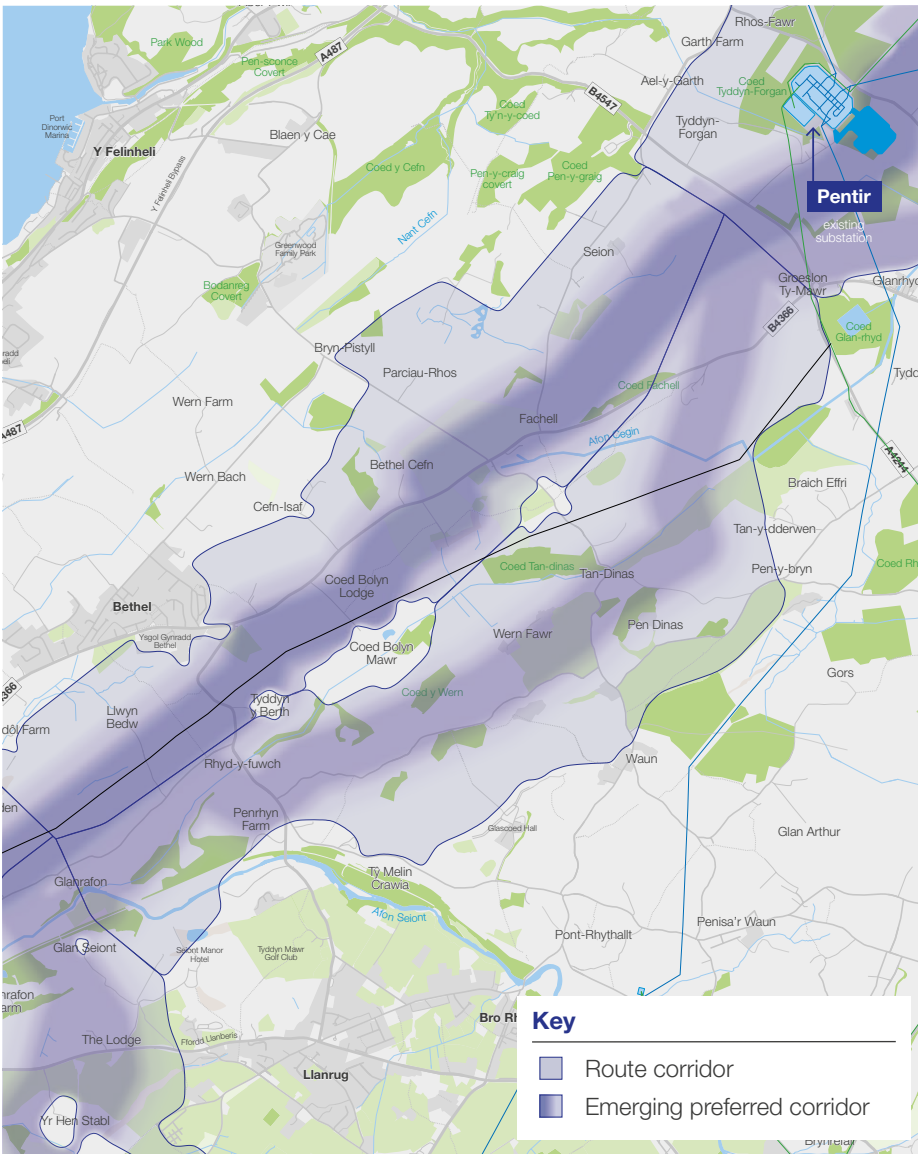 Rhos-Fawr
Garth Farm
Park Wood
A487
Pen-sconce
Covert
Ael-y-Garth
Coed
Tyddyn-Forgan
B4547
Coed
Ty'n-y-coed
Port
Dinorwic
Marina
Tyddyn-
Forgan
Blaen y Cae
Y Felinheli
Coed y Cefn
Pen-y-craig
covert
Coed
Pen-y-graig
Y Felinheli Bypass
Pentir
existing
substation
Nant Cefn
Greenwood
Family Park
Seion
Groeslon
Ty-Mawr
Bodanreg
Covert
B4366
Coed
Glan-rhyd
Bryn-Pistyll
Parciau-Rhos
Coed Fachell
Wern Farm
Fachell
Afon Cegin
A4244
Bethel Cefn
Wern Bach
Braich Effri
Cefn-Isaf
Tan-y-dderwen
Coed Tan-dinas
Tan-Dinas
Pen-y-bryn
Coed Bolyn
Lodge
Bethel
Ysgol Gynradd
Bethel
Wern Fawr
Pen Dinas
Coed Bolyn
Mawr
Gors
Coed y Wern
Tyddyn
y Berth
Llwyn
Bedw
Rhyd-y-fuwch
Waun
Penrhyn
Farm
Glascoed Hall
Glan Arthur
Tŷ Melin
Crawia
Glanrafon
Afon Seiont
Penisa'r Waun
Pont-Rhythallt
Glan Seiont
Seiont Manor
Hotel
Tyddyn Mawr
Golf Club
The Lodge
Ffordd Llanberis
Llanrug
Yr Hen Stabl
Key
Route corridor
Emerging preferred corridor